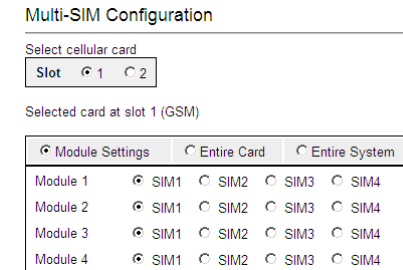 Multi-SIM Configuration
Select cellular card
Slot 1 2
Selected card at slot 1 (GSM)
Module Settings Entire Card Entire System
Module 1 SIM1 SIM2 SIM3 SIM4
Module 2 SIM1 SIM2 SIM3 SIM4
Module 3 SIM1 SIM2 SIM3 SIM4
Module 4 SIM1 SIM2 SIM3 SIM4